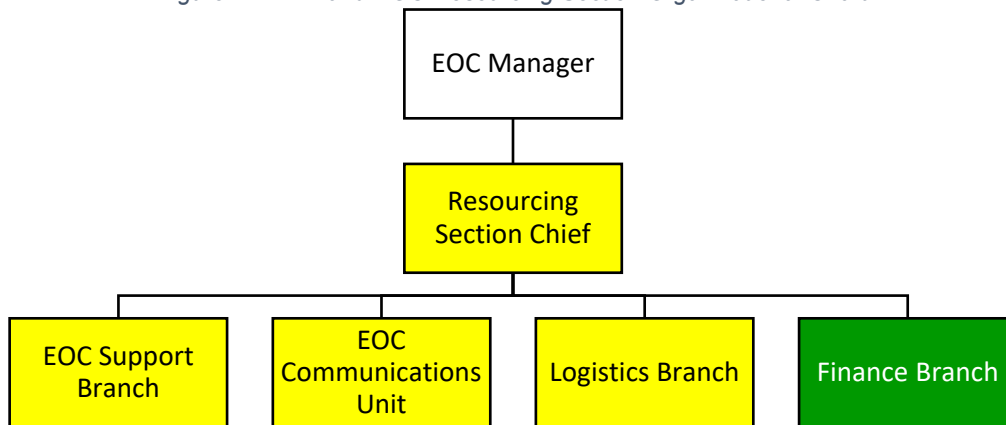 EOC Manager
Resourcing
Section Chief
EOC Support
Branch
EOC
Communications
Unit
Logistics Branch
Finance Branch